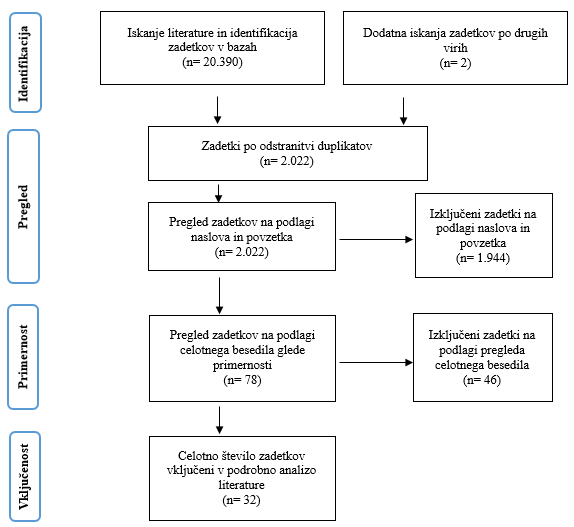 Identifikacija
Iskanje literature in identifikacija
zadetkov v bazah
(n= 20.390)
Dodatna iskanja zadetkov po drugih
virih
(n= 2)
Pregled
Zadetki po odstranitvi duplikatov
(n= 2.022)
Pregled zadetkov na podlagi
naslova in povzetka
(n= 2.022)
Izključeni zadetki na
podlagi naslova in
povzetka
(n= 1.944)
Primernost
Pregled zadetkov na podlagi
celotnega besedila glede
primernosti
(n= 78)
Izključeni zadetki na
podlagi pregleda
celotnega besedila
(n= 46)
Vključenost
Celotno število zadetkov
vključeni v podrobno analizo
literature
(n= 32)